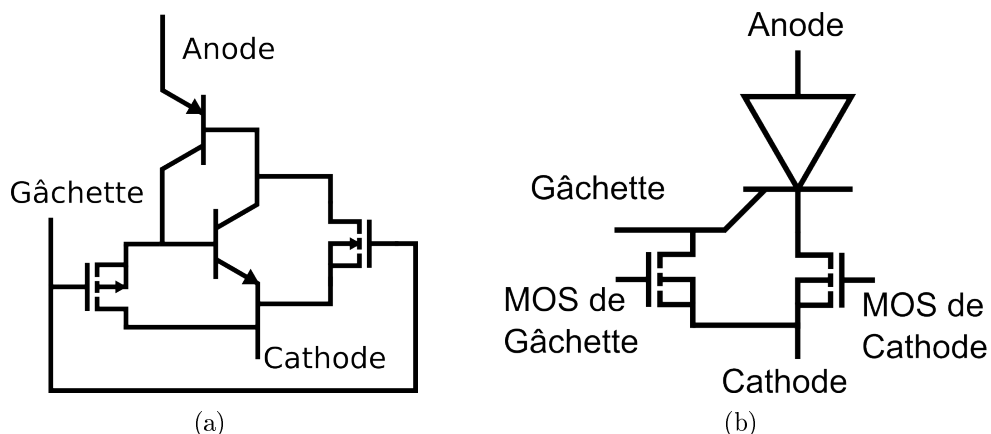 Anode
Gâchette
Cathode
(a)
Anode
Gâchette
MOS de
Gâchette
MOS de
Cathode
Cathode
(b)